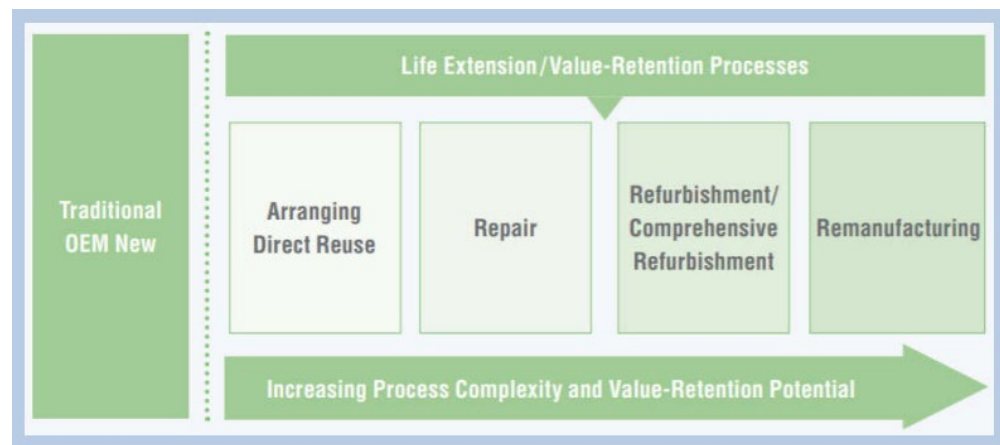 Traditional
OEM New
Life Extension/Value-Retention Processes
Arranging
Direct Reuse
Repair
Refurbishment/
Comprehensive
Refurbishment
Remanufacturing
Increasing Process Complexity and Value-Retention Potential